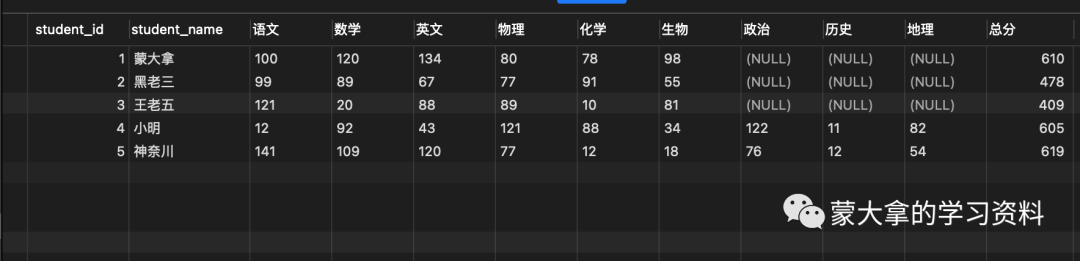 student_id student_name 语文 数学 英文 物理 化学 生物 政治 历史 地理 总分
1 蒙大拿 100 120 134 80 78 98 (NULL) (NULL) (NULL) 610
2 黑老三 99 89 67 77 91 55 (NULL) (NULL) (NULL) 478
3 王老五 121 20 88 89 10 81 (NULL) (NULL) (NULL) 409
4 小明 12 92 43 121 88 34 122 11 82 605
5 神奈川 141 109 120 77 12 18 76 12 54 619
蒙大拿的学习资料